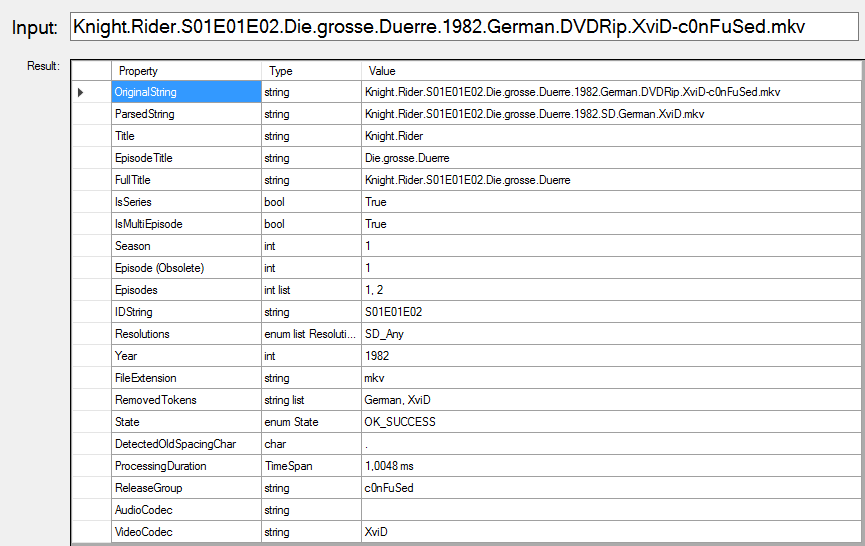 Input: Knight.Rider.S01E01E02.Die.grosse.Duerre.1982.German.DVDRip.XviD-c0nFuSed.mkv
Result:
Property Type Value
OriginalString string Knight.Rider.S01E01E02.Die.grosse.Duerre.1982.German.DVDRip.XviD-c0nFuSed.mkv
ParsedString string Knight.Rider.S01E01E02.Die.grosse.Duerre.1982.SD.German.XviD.mkv
Title string Knight.Rider
EpisodeTitle string Die.grosse.Duerre
FullTitle string Knight.Rider.S01E01E02.Die.grosse.Duerre
IsSeries bool True
IsMultiEpisode bool True
Season int 1
Episode (Obsolete) int 1
Episodes int list 1, 2
IDString string S01E01E02
Resolutions enum list Resoluti... SD_Any
Year int 1982
FileExtension string mkv
RemovedTokens string list German, XviD
State enum State OK_SUCCESS
DetectedOldSpacingChar char .
ProcessingDuration TimeSpan 1,0048 ms
ReleaseGroup string c0nFuSed
AudioCodec string
VideoCodec string XviD